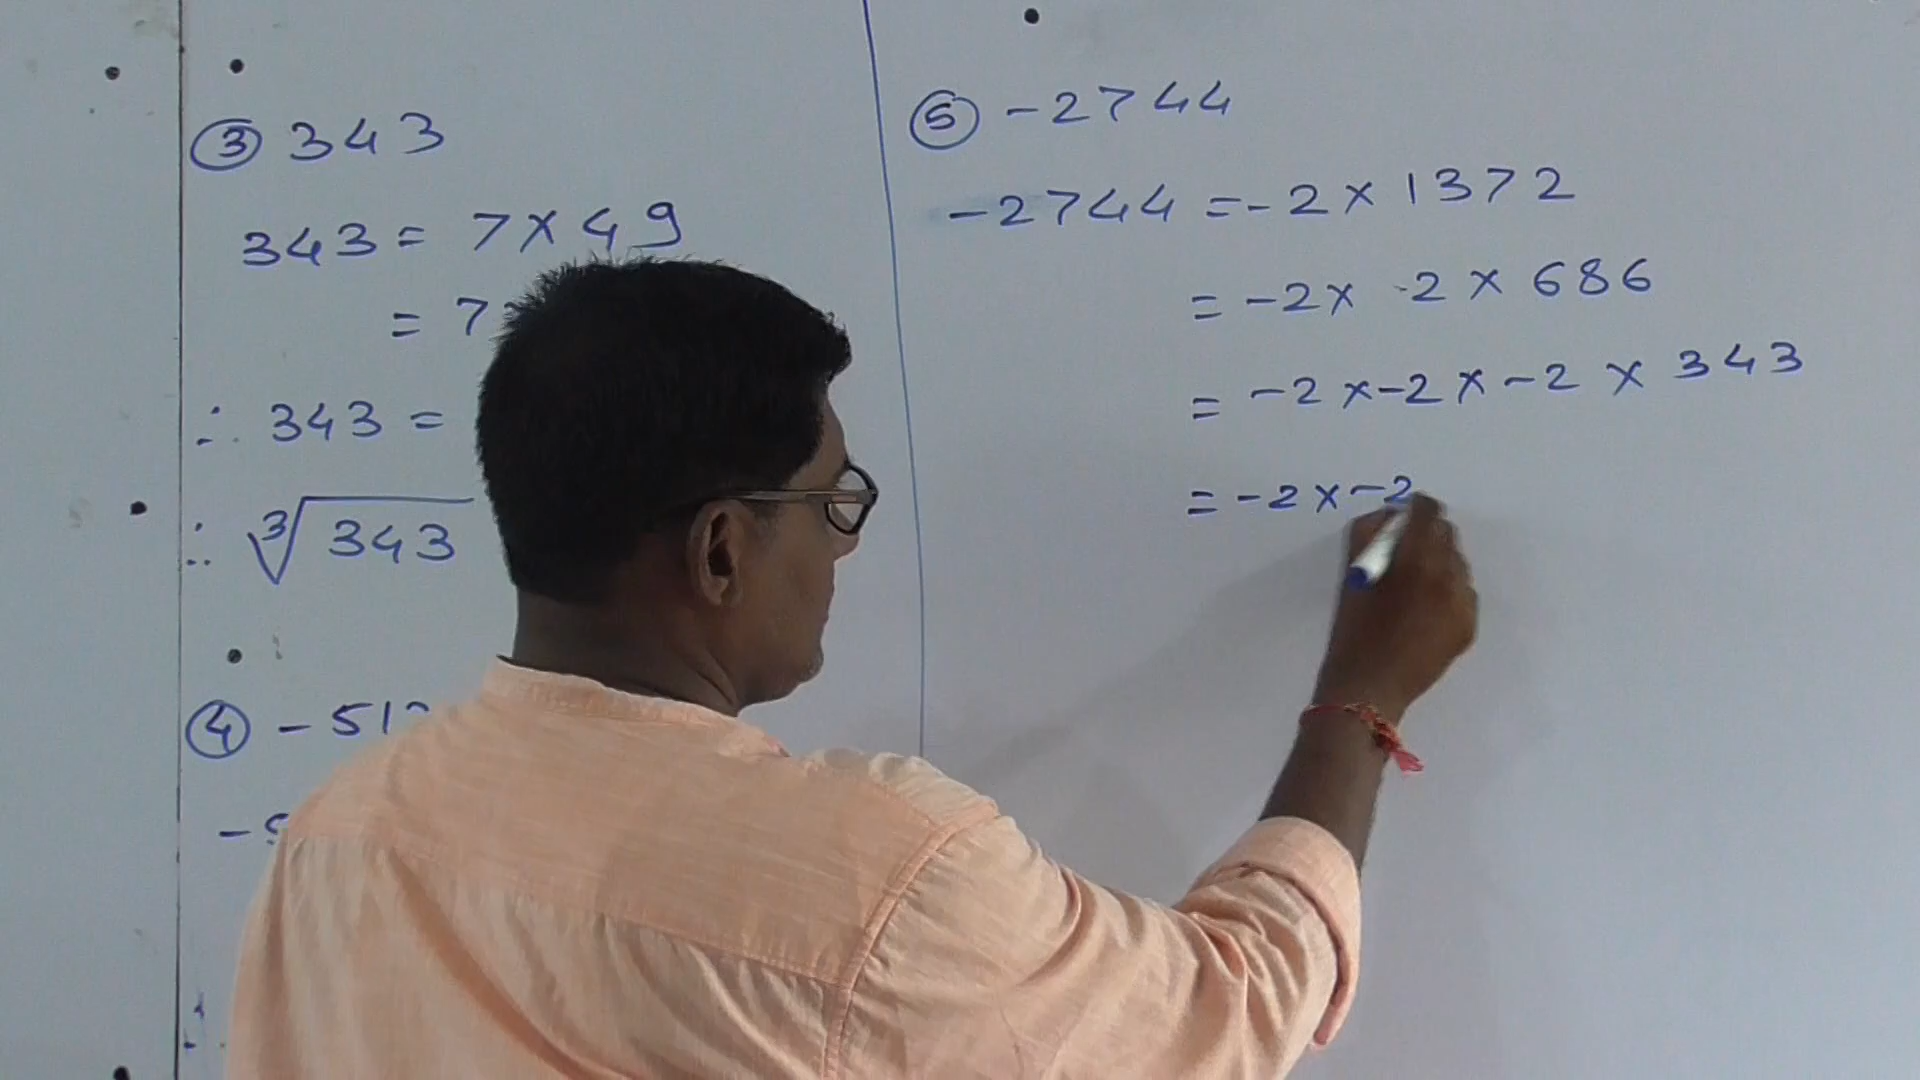 ③ 343
343 = 7 × 49
= 7
∴ 343 =
∴ ∛343
④ - 51
-
⑤ - 2744
- 2744 = - 2 × 1372
= - 2 × - 2 × 686
= - 2 × - 2 × - 2 × 343
= - 2 × - 2